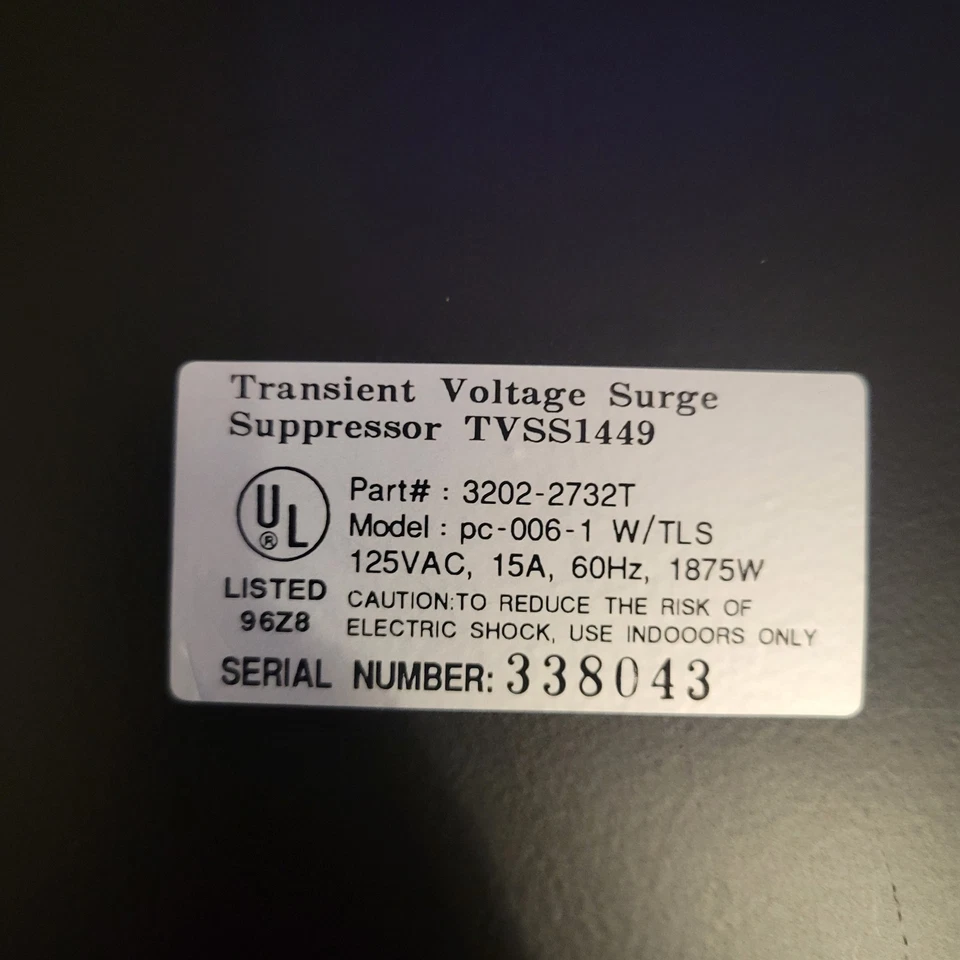 Transient Voltage Surge
Suppressor TVSS1449
UL
®
LISTED
96Z8
Part# : 3202-2732T
Model : pc-006-1 W/TLS
125VAC, 15A, 60Hz, 1875W
CAUTION:TO REDUCE THE RISK OF
ELECTRIC SHOCK, USE INDOOORS ONLY
SERIAL NUMBER: 338043